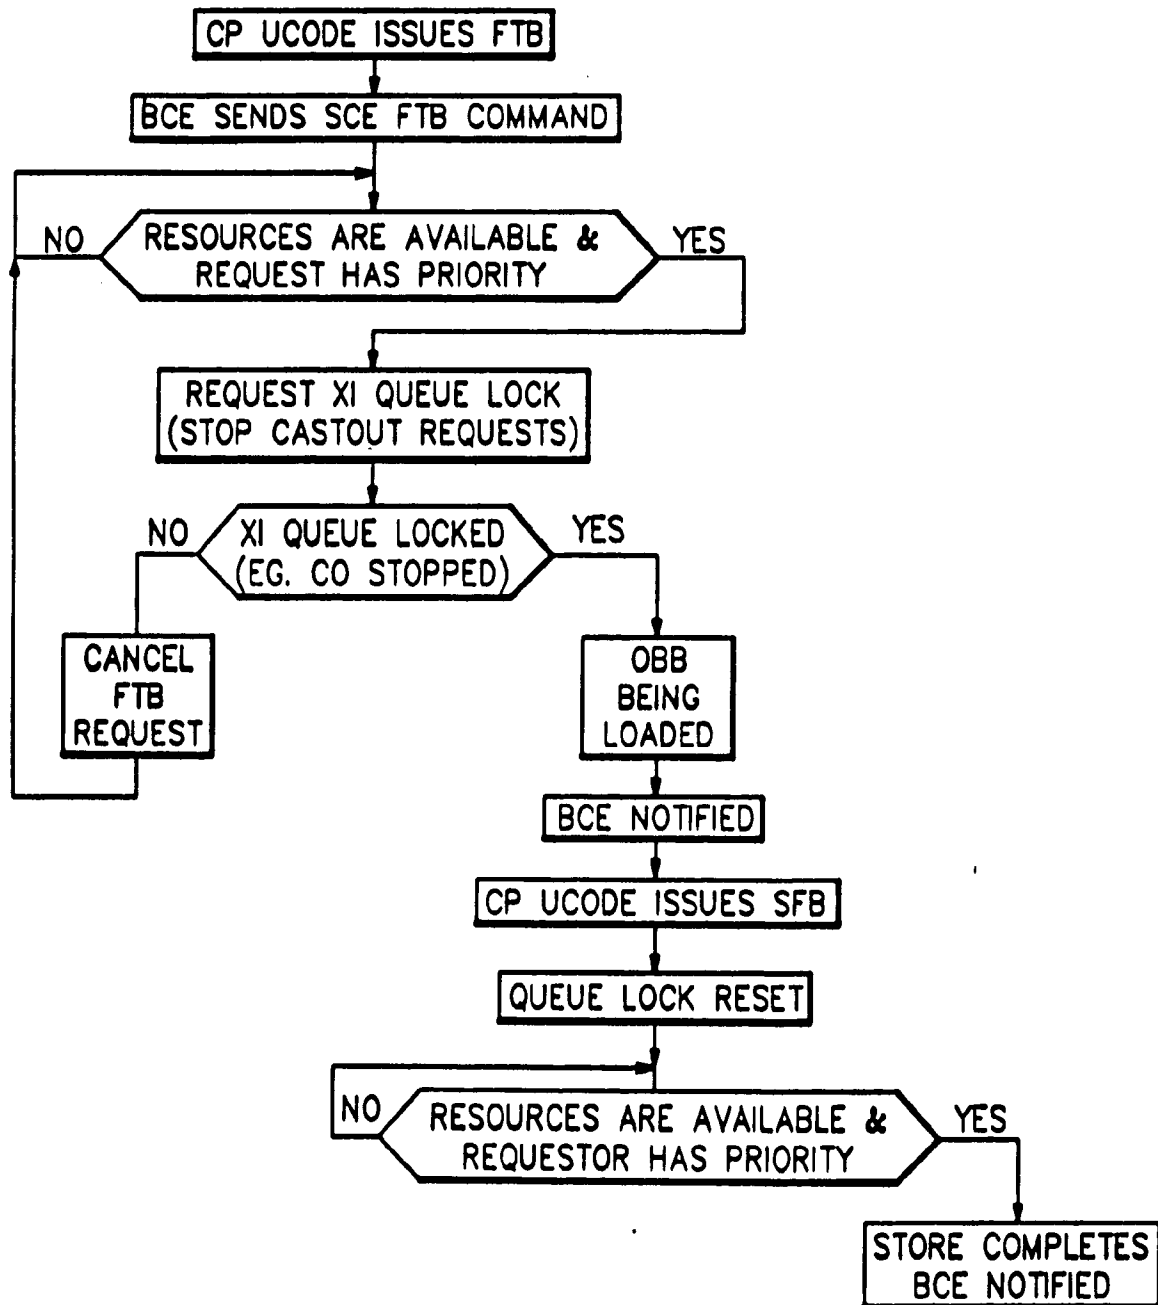 CP UCODE ISSUES FTB
BCE SENDS SCE FTB COMMAND
NO
RESOURCES ARE AVAILABLE &
REQUEST HAS PRIORITY
YES
REQUEST XI QUEUE LOCK
(STOP CASTOUT REQUESTS)
NO
XI QUEUE LOCKED
(EG. CO STOPPED)
YES
CANCEL
FTB
REQUEST
OBB
BEING
LOADED
BCE NOTIFIED
CP UCODE ISSUES SFB
QUEUE LOCK RESET
NO
RESOURCES ARE AVAILABLE &
REQUESTOR HAS PRIORITY
YES
STORE COMPLETES
BCE NOTIFIED